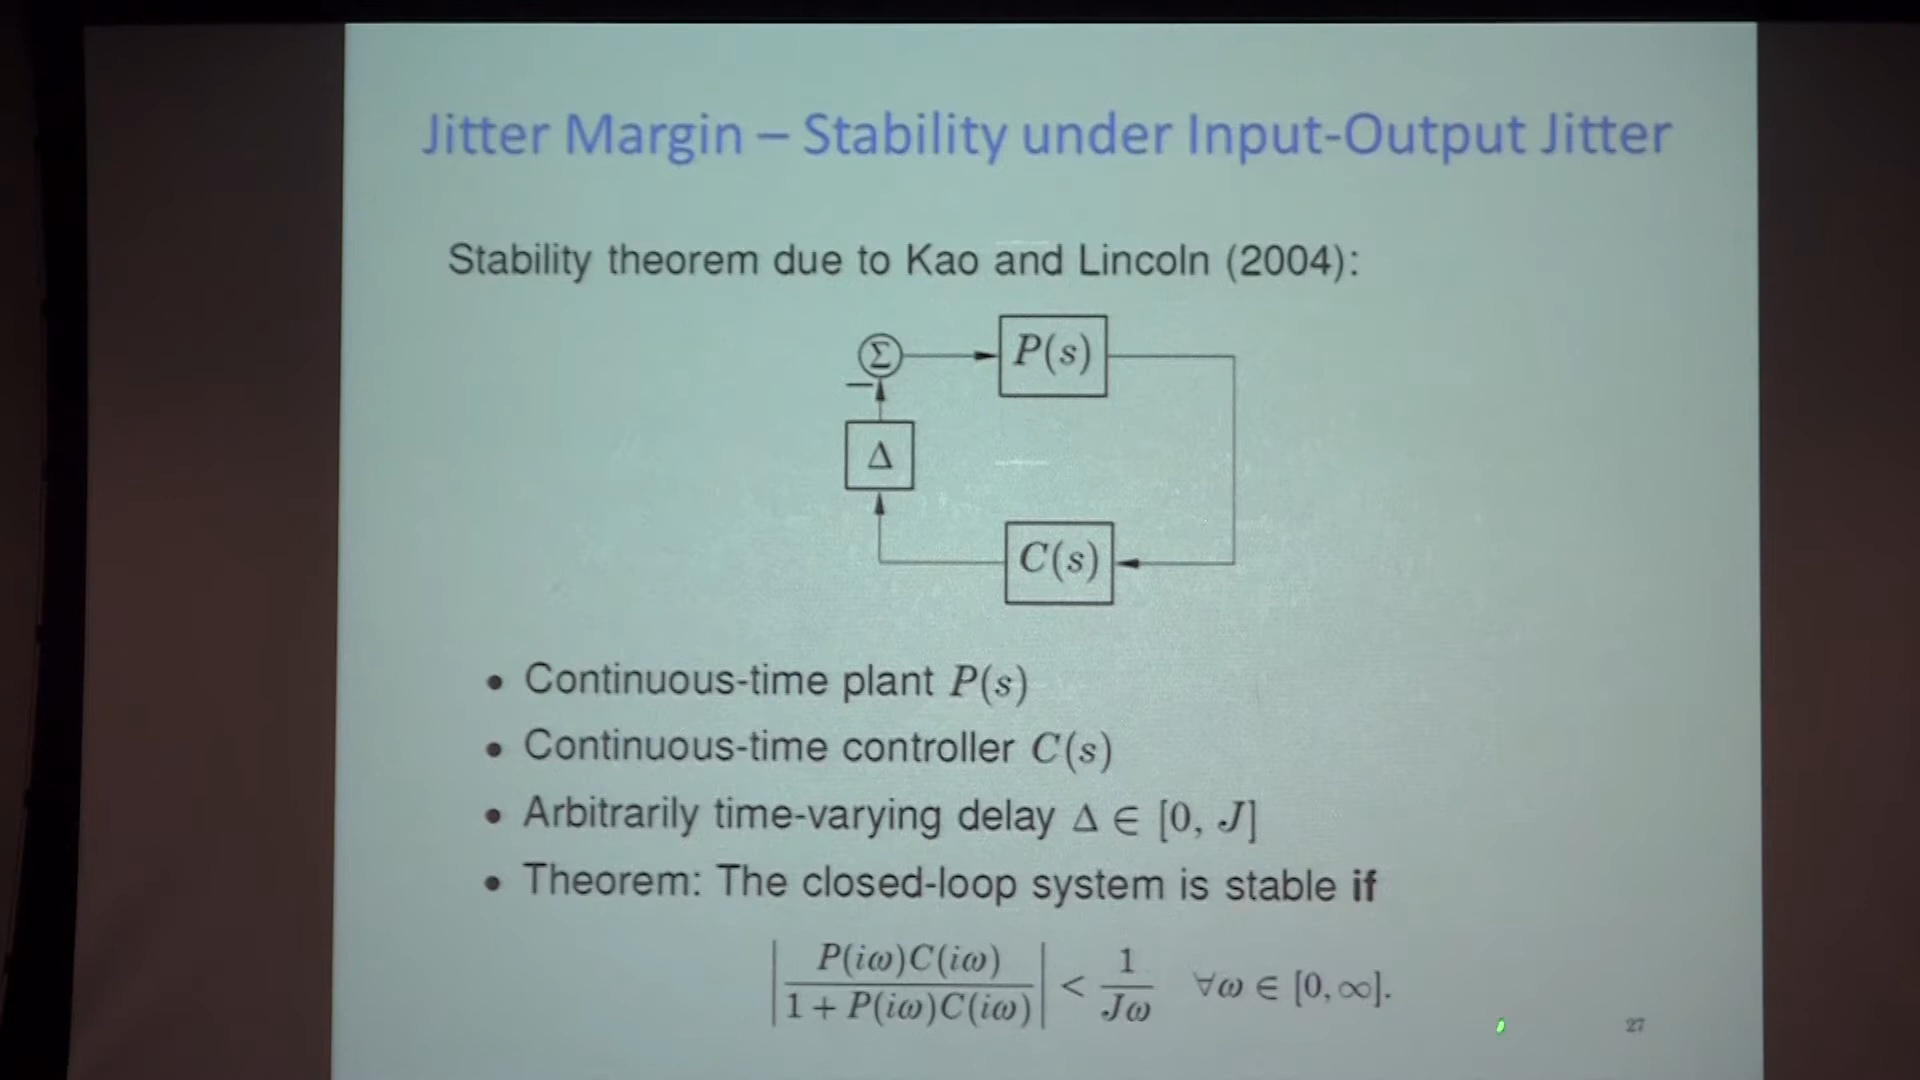 Jitter Margin – Stability under Input-Output Jitter
Stability theorem due to Kao and Lincoln (2004):
Σ
P(s)
−
Δ
C(s)
• Continuous-time plant P(s)
• Continuous-time controller C(s)
• Arbitrarily time-varying delay Δ ∈ [0, J]
• Theorem: The closed-loop system is stable if
| P(iω)C(iω) / 1 + P(iω)C(iω) | < 1 / Jω ∀ω ∈ [0, ∞].
27